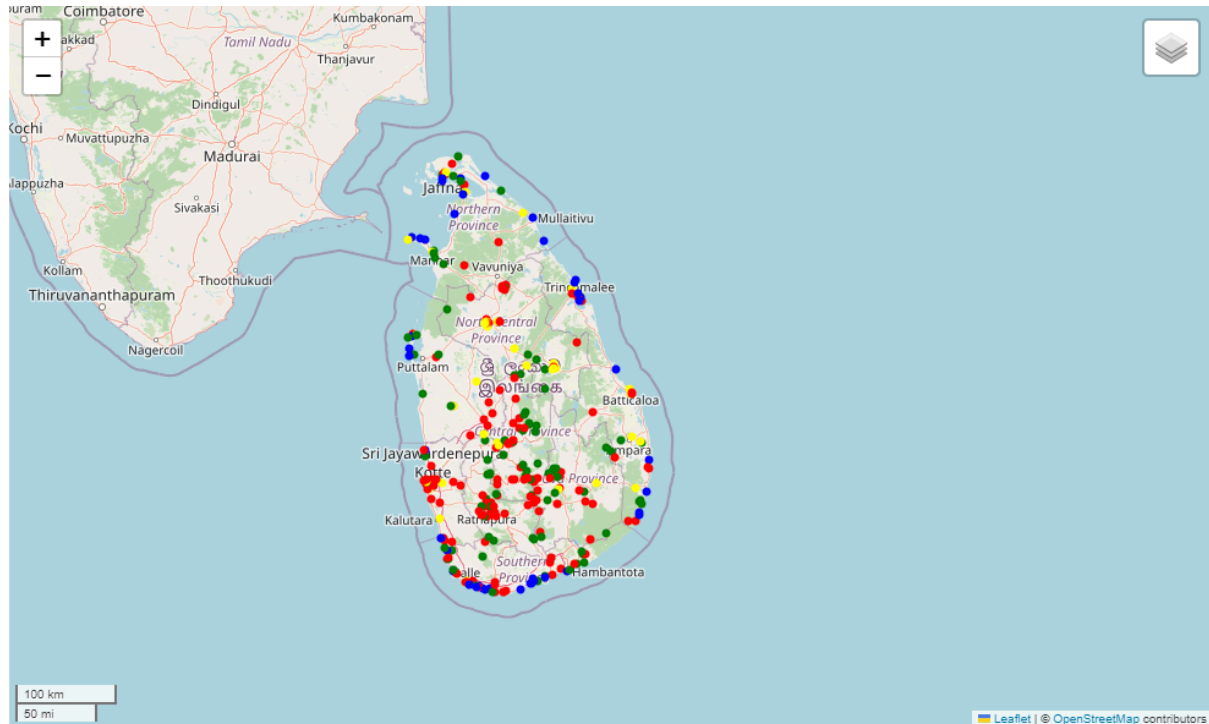 Coimbatore
Kumbakonam
+
Tamil Nadu
Thanjavur
−
Dindigul
Kochi
Muvattupuzha
Madurai
Alappuzha
Jaffna
Sivakasi
Northern
Province
Mullaitivu
Mannar
Vavuniya
Kollam
Thoothukudi
Thiruvananthapuram
Trincomalee
Nagercoil
North Central
Province
Puttalam
இலங்கை
Batticaloa
Central Province
Sri Jayawardenepura
Kotte
Ampara
Kalutara
Ratnapura
Southern
Province
Galle
Hambantota
100 km
50 mi
Leaflet | © OpenStreetMap contributors